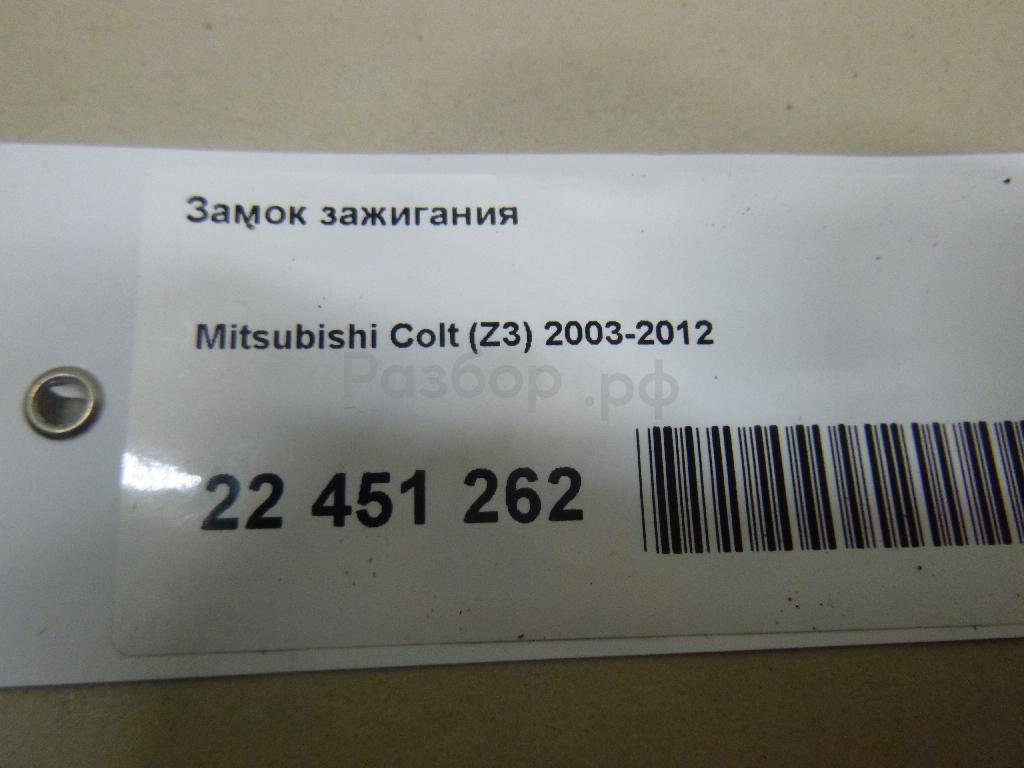 Замок зажигания
Mitsubishi Colt (Z3) 2003-2012
Разбор.рф
22 451 262